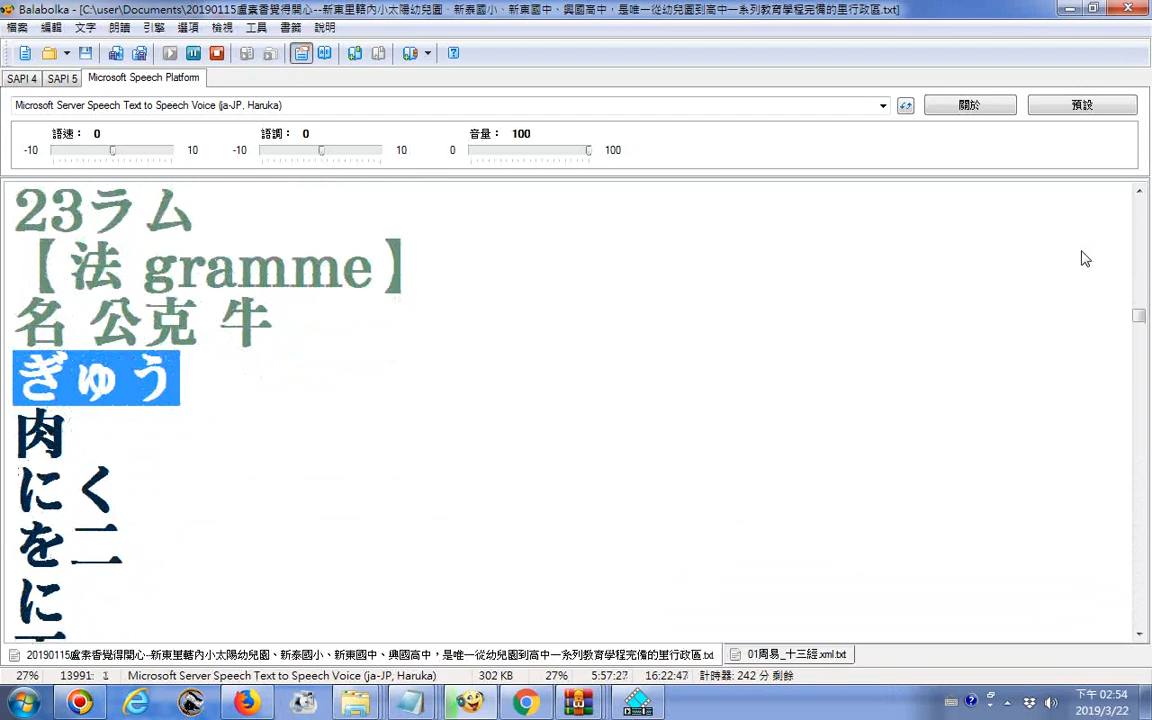 Balabolka - [C:\user\Documents\20190115盧素香覺得開心--新東里轄內小太陽幼兒園、新泰國小、新東國中、興國高中，是唯一從幼兒園到高中一系列教育學程完備的里行政區.txt]
檔案 編輯 文字 朗讀 引擎 選項 檢視 工具 書籤 說明
SAPI 4 SAPI 5 Microsoft Speech Platform
Microsoft Server Speech Text to Speech Voice (ja-JP, Haruka) 關於 預設
語速： 0 語調： 0 音量： 100
-10 10 -10 10 0 100
23ラム
【法 gramme】
名 公克 牛
ぎゅう
肉
にく
を二
に
20190115盧素香覺得開心--新東里轄內小太陽幼兒園、新泰國小、新東國中、興國高中，是唯一從幼兒園到高中一系列教育學程完備的里行政區.txt 01周易_十三經.xml.txt
27% 13991: 1 Microsoft Server Speech Text to Speech Voice (ja-JP, Haruka) 302 KB 27% 5:57:27 16:22:47 計時器: 242 分 剩餘
下午 02:54
2019/3/22